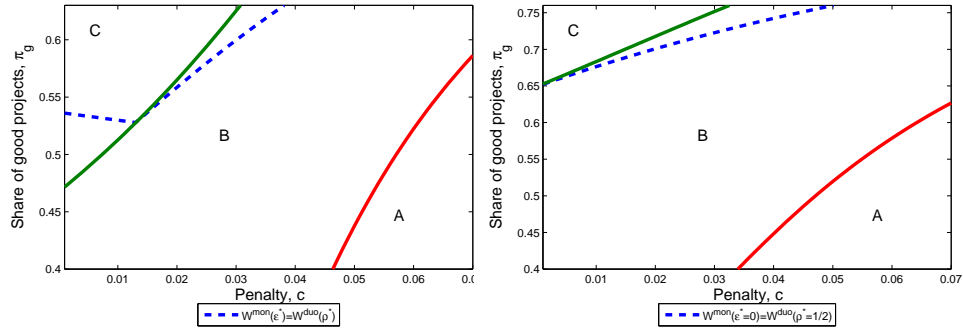 C
B
A
0.6
0.55
0.5
0.45
0.4
0.01
0.02
0.03
0.04
0.05
0.06
0.0
Share of good projects, π_g
Penalty, c
W^mon(ε*)=W^duo(ρ*)
C
B
A
0.75
0.7
0.65
0.6
0.55
0.5
0.45
0.4
0.01
0.02
0.03
0.04
0.05
0.06
0.07
Share of good projects, π_g
Penalty, c
W^mon(ε*=0)=W^duo(ρ*=1/2)